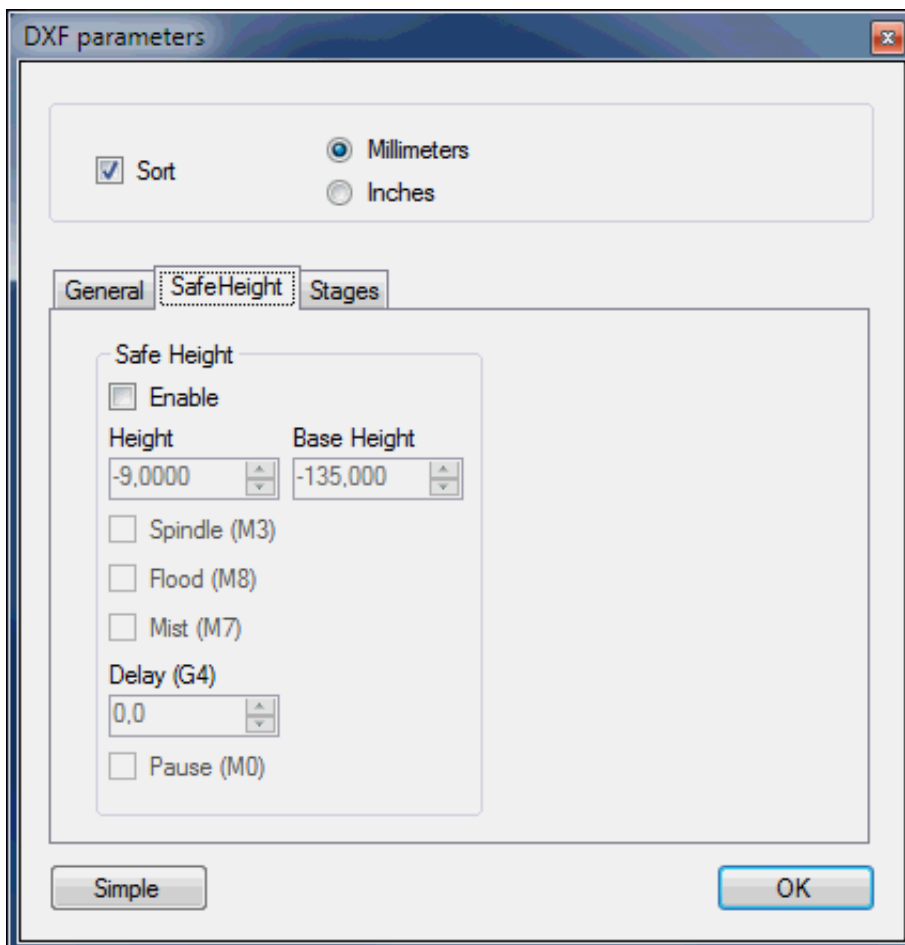 DXF parameters
Sort
Millimeters
Inches
General SafeHeight Stages
Safe Height
Enable
Height Base Height
-9,0000 -135,000
Spindle (M3)
Flood (M8)
Mist (M7)
Delay (G4)
0,0
Pause (M0)
Simple OK